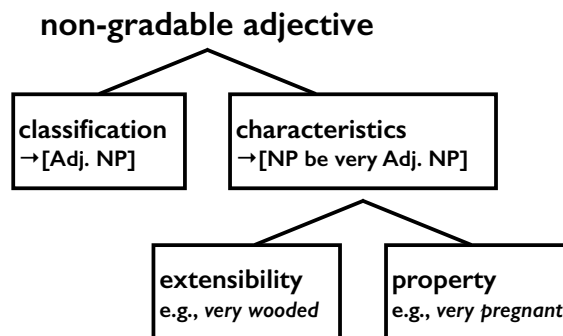 non-gradable adjective
classification
→[Adj. NP]
characteristics
→[NP be very Adj. NP]
extensibility
e.g., very wooded
property
e.g., very pregnant